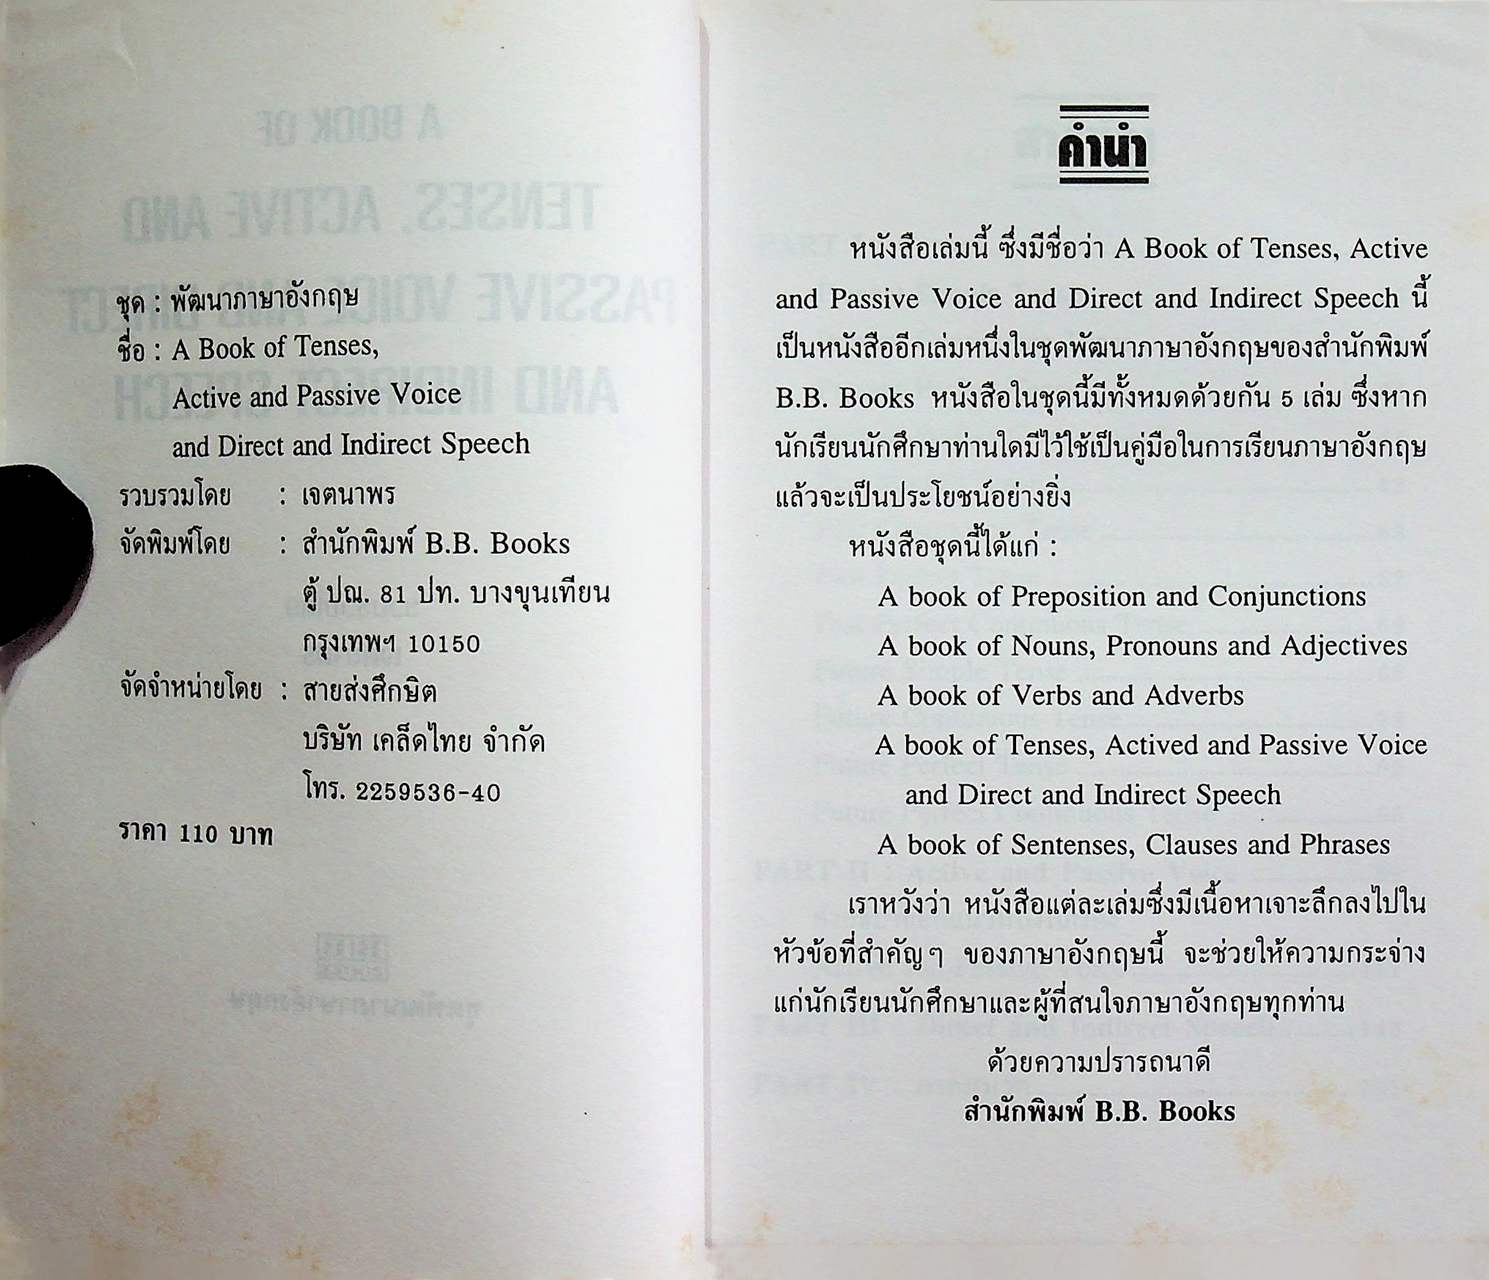 ชุด : พัฒนาภาษาอังกฤษ
ชื่อ : A Book of Tenses,
Active and Passive Voice
and Direct and Indirect Speech
รวบรวมโดย : เจตนาพร
จัดพิมพ์โดย : สำนักพิมพ์ B.B. Books
ตู้ ปณ. 81 ปท. บางขุนเทียน
กรุงเทพฯ 10150
จัดจำหน่ายโดย : สายส่งศึกษิต
บริษัท เคล็ดไทย จำกัด
โทร. 2259536-40
ราคา 110 บาท
คำนำ
หนังสือเล่มนี้ ซึ่งมีชื่อว่า A Book of Tenses, Active
and Passive Voice and Direct and Indirect Speech นี้
เป็นหนังสืออีกเล่มหนึ่งในชุดพัฒนาภาษาอังกฤษของสำนักพิมพ์
B.B. Books หนังสือในชุดนี้มีทั้งหมดด้วยกัน 5 เล่ม ซึ่งหาก
นักเรียนนักศึกษาท่านใดมีไว้ใช้เป็นคู่มือในการเรียนภาษาอังกฤษ
แล้วจะเป็นประโยชน์อย่างยิ่ง
หนังสือชุดนี้ได้แก่ :
A book of Preposition and Conjunctions
A book of Nouns, Pronouns and Adjectives
A book of Verbs and Adverbs
A book of Tenses, Actived and Passive Voice
and Direct and Indirect Speech
A book of Sentenses, Clauses and Phrases
เราหวังว่า หนังสือแต่ละเล่มซึ่งมีเนื้อหาเจาะลึกลงไปใน
หัวข้อที่สำคัญๆ ของภาษาอังกฤษนี้ จะช่วยให้ความกระจ่าง
แก่นักเรียนนักศึกษาและผู้ที่สนใจภาษาอังกฤษทุกท่าน
ด้วยความปรารถนาดี
สำนักพิมพ์ B.B. Books